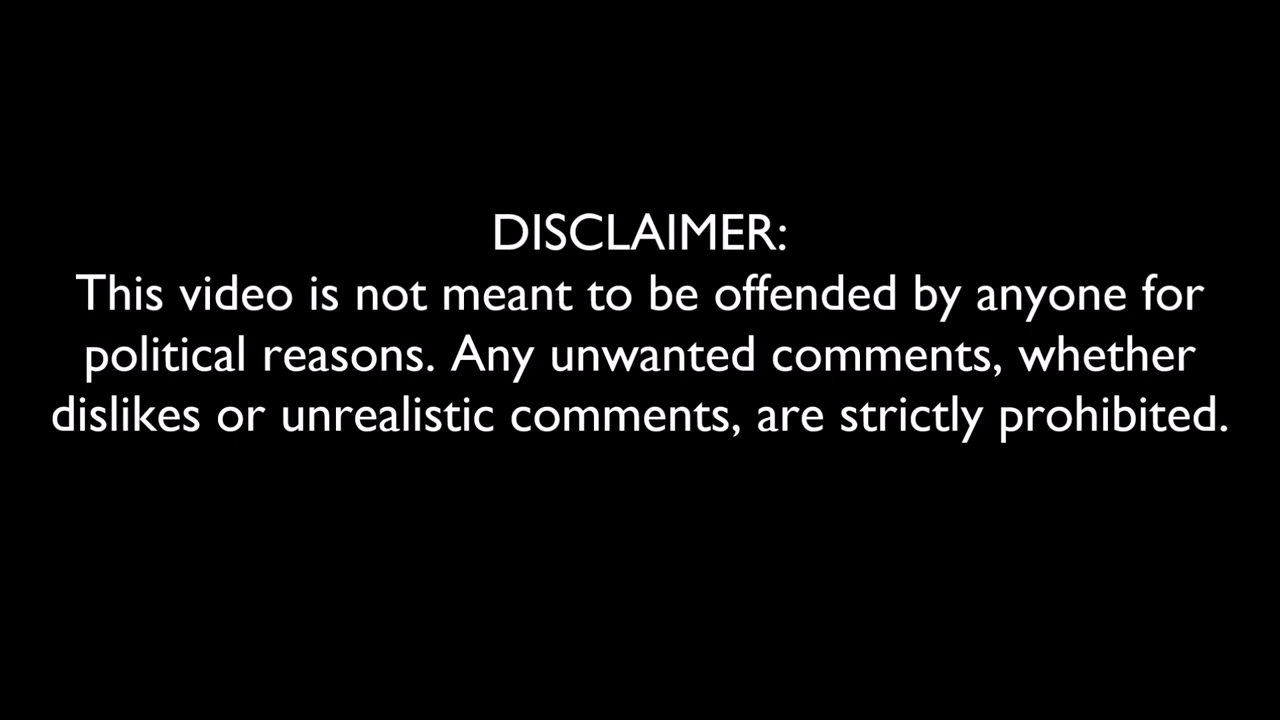 DISCLAIMER:
This video is not meant to be offended by anyone for
political reasons. Any unwanted comments, whether
dislikes or unrealistic comments, are strictly prohibited.